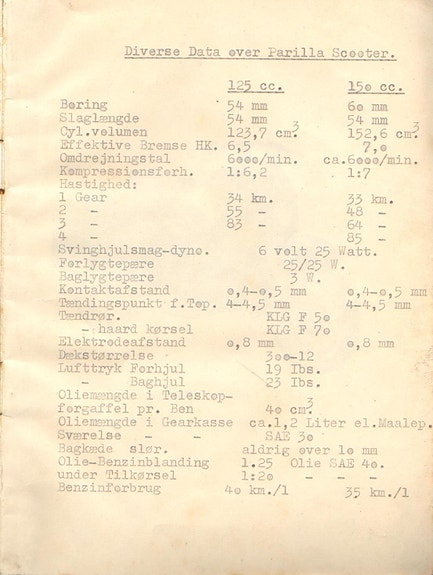 Diverse Data over Parilla Scooter.
125 cc. 150 cc.
Boring 54 mm 60 mm
Slaglængde 54 mm 54 mm
Cyl.volumen 123,7 cm3 152,6 cm3
Effektive Bremse HK. 6,5 7,0
Omdrejningstal 6000/min. ca.6000/min.
Kompressionsforh. 1:6,2 1:7
Hastighed:
1 Gear 34 km. 33 km.
2 - 55 - 48 -
3 - 83 - 64 -
4 - 85 -
Svinghjulsmag-dyno. 6 volt 25 Watt.
Forlygtepære 25/25 W.
Baglygtepære 3 W.
Kontaktafstand 0,4-0,5 mm 0,4-0,5 mm
Tændingspunkt f.Top. 4-4,5 mm 4-4,5 mm
Tændrør. KLG F 50
- haard kørsel KLG F 70
Elektrodeafstand 0,8 mm 0,8 mm
Dækstørrelse 300-12
Lufttryk Forhjul 19 Ibs.
- Baghjul 23 Ibs.
Oliemængde i Teleskop-
forgaffel pr. Ben 40 cm3
Oliemængde i Gearkasse ca.1,2 Liter el.Maalep.
Sværelse - - SAE 30
Bagkæde slør. aldrig over 10 mm
Olie-Benzinblanding 1.25 Olie SAE 40.
under Tilkørsel 1:20 - - -
Benzinforbrug 40 km./l 35 km./l